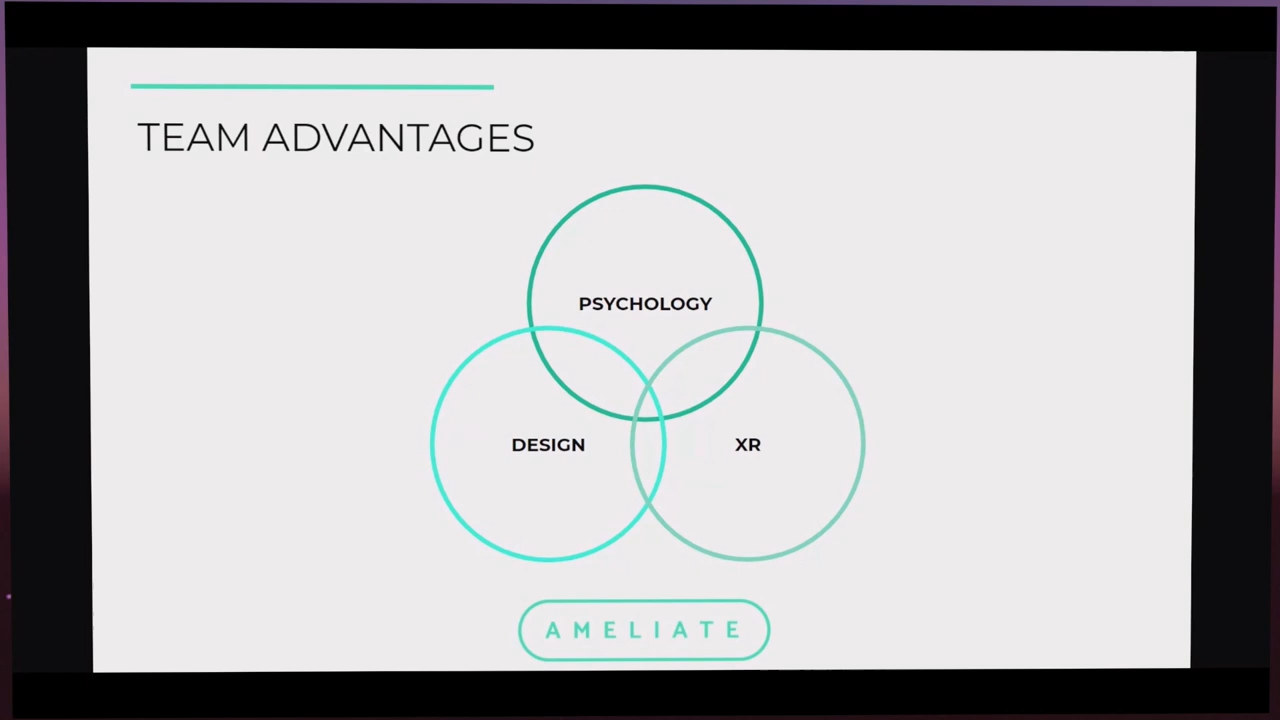 TEAM ADVANTAGES
PSYCHOLOGY
DESIGN
XR
AMELIATE